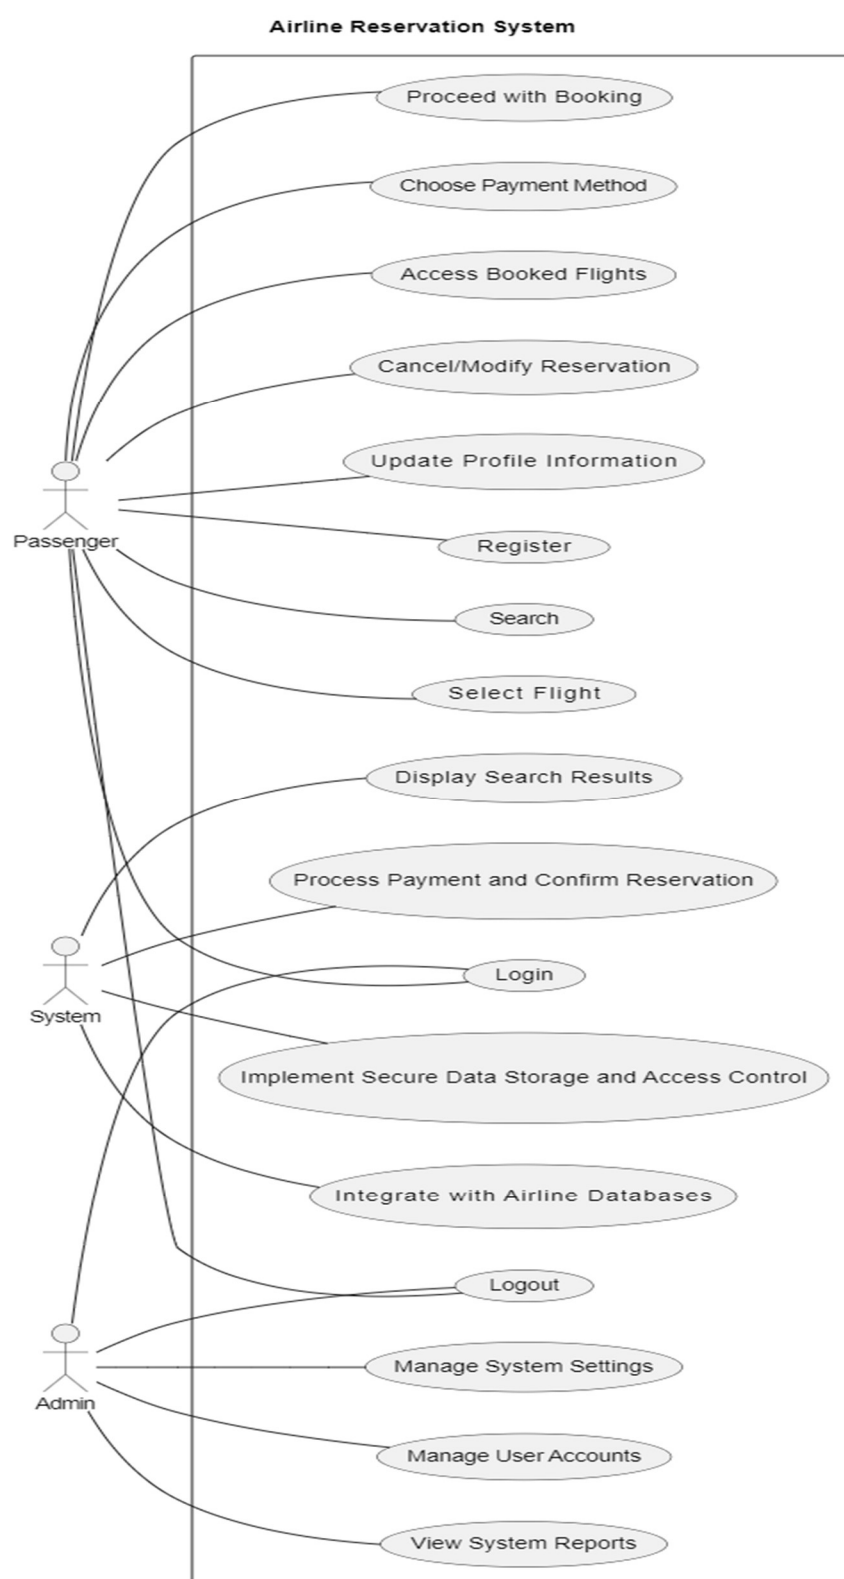 Airline Reservation System
Proceed with Booking
Choose Payment Method
Access Booked Flights
Cancel/Modify Reservation
Update Profile Information
Passenger
Register
Search
Select Flight
Display Search Results
Process Payment and Confirm Reservation
Login
System
Implement Secure Data Storage and Access Control
Integrate with Airline Databases
Logout
Manage System Settings
Admin
Manage User Accounts
View System Reports